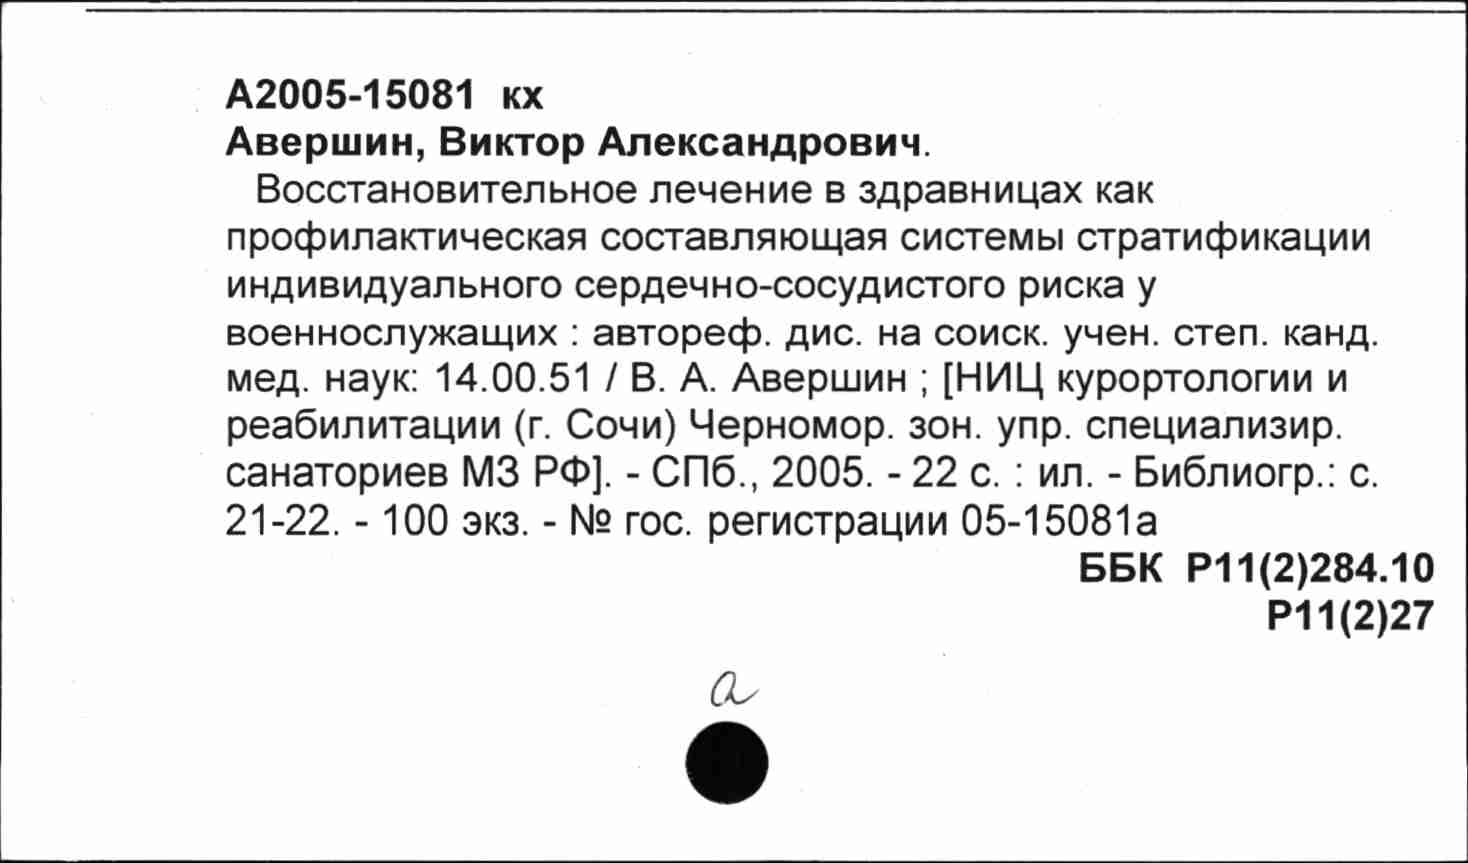 А2005-15081 кх
Авершин, Виктор Александрович.
Восстановительное лечение в здравницах как
профилактическая составляющая системы стратификации
индивидуального сердечно-сосудистого риска у
военнослужащих : автореф. дис. на соиск. учен. степ. канд.
мед. наук: 14.00.51 / В. А. Авершин ; [НИЦ курортологии и
реабилитации (г. Сочи) Черномор. зон. упр. специализир.
санаториев МЗ РФ]. - СПб., 2005. - 22 с. : ил. - Библиогр.: с.
21-22. - 100 экз. - № гос. регистрации 05-15081а
ББК Р11(2)284.10
Р11(2)27
а